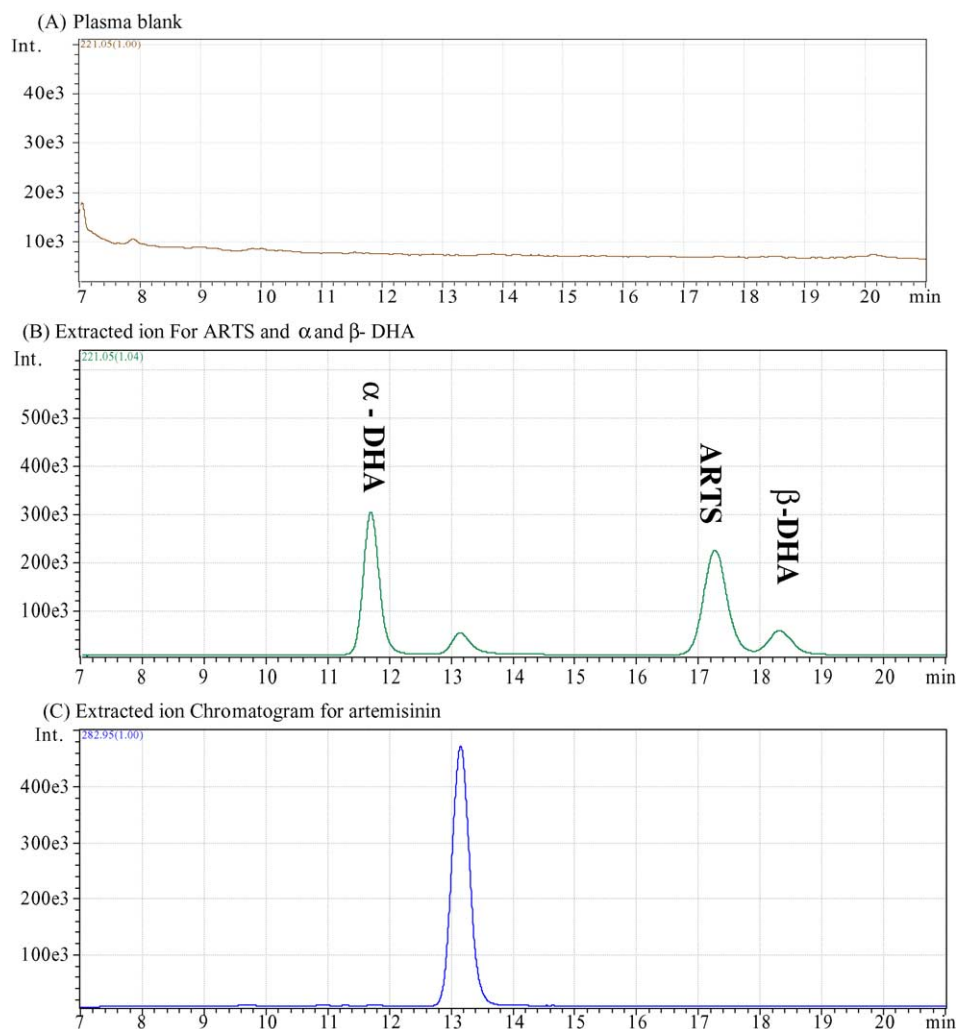 (A) Plasma blank
Int.
221.05(1.00)
40e3
30e3
20e3
10e3
7 8 9 10 11 12 13 14 15 16 17 18 19 20 min
(B) Extracted ion For ARTS and α and β- DHA
Int.
221.05(1.04)
500e3
400e3
300e3
200e3
100e3
α - DHA
ARTS
β-DHA
7 8 9 10 11 12 13 14 15 16 17 18 19 20 min
(C) Extracted ion Chromatogram for artemisinin
Int.
282.95(1.00)
400e3
300e3
200e3
100e3
7 8 9 10 11 12 13 14 15 16 17 18 19 20 min